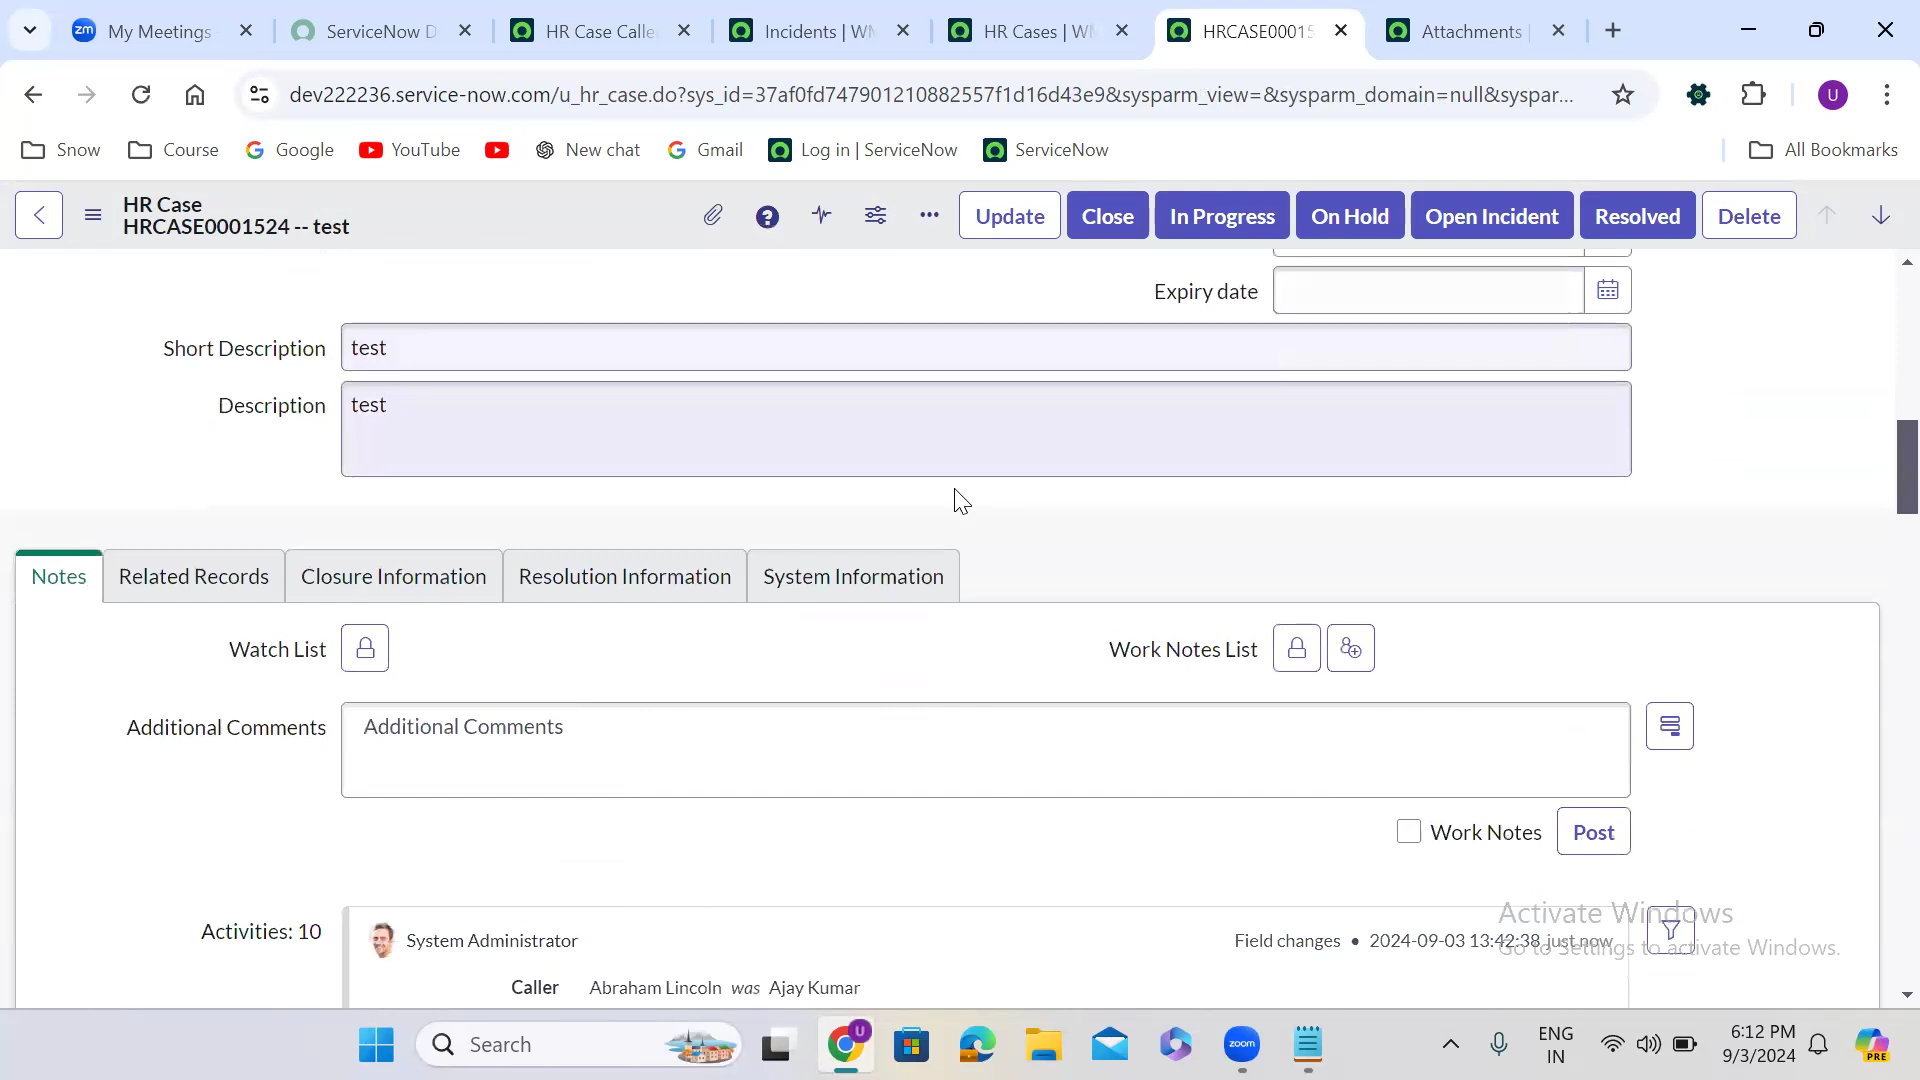 My Meetings
ServiceNow D
HR Case Calle
Incidents | W
HR Cases | W
HRCASE00015
Attachments |
dev222236.service-now.com/u_hr_case.do?sys_id=37af0fd747901210882557f1d16d43e9&sysparm_view=&sysparm_domain=null&syspar...
U
Snow
Course
Google
YouTube
New chat
Gmail
Log in | ServiceNow
ServiceNow
All Bookmarks
HR Case
HRCASE0001524 -- test
Update
Close
In Progress
On Hold
Open Incident
Resolved
Delete
Expiry date
Short Description
test
Description
test
Notes
Related Records
Closure Information
Resolution Information
System Information
Watch List
Work Notes List
Additional Comments
Additional Comments
Work Notes
Post
Activities: 10
System Administrator
Field changes • 2024-09-03 13:42:38 just now
Caller
Abraham Lincoln was Ajay Kumar
Activate Windows
Go to Settings to activate Windows.
Search
U
zoom
ENG
IN
6:12 PM
9/3/2024
PRE